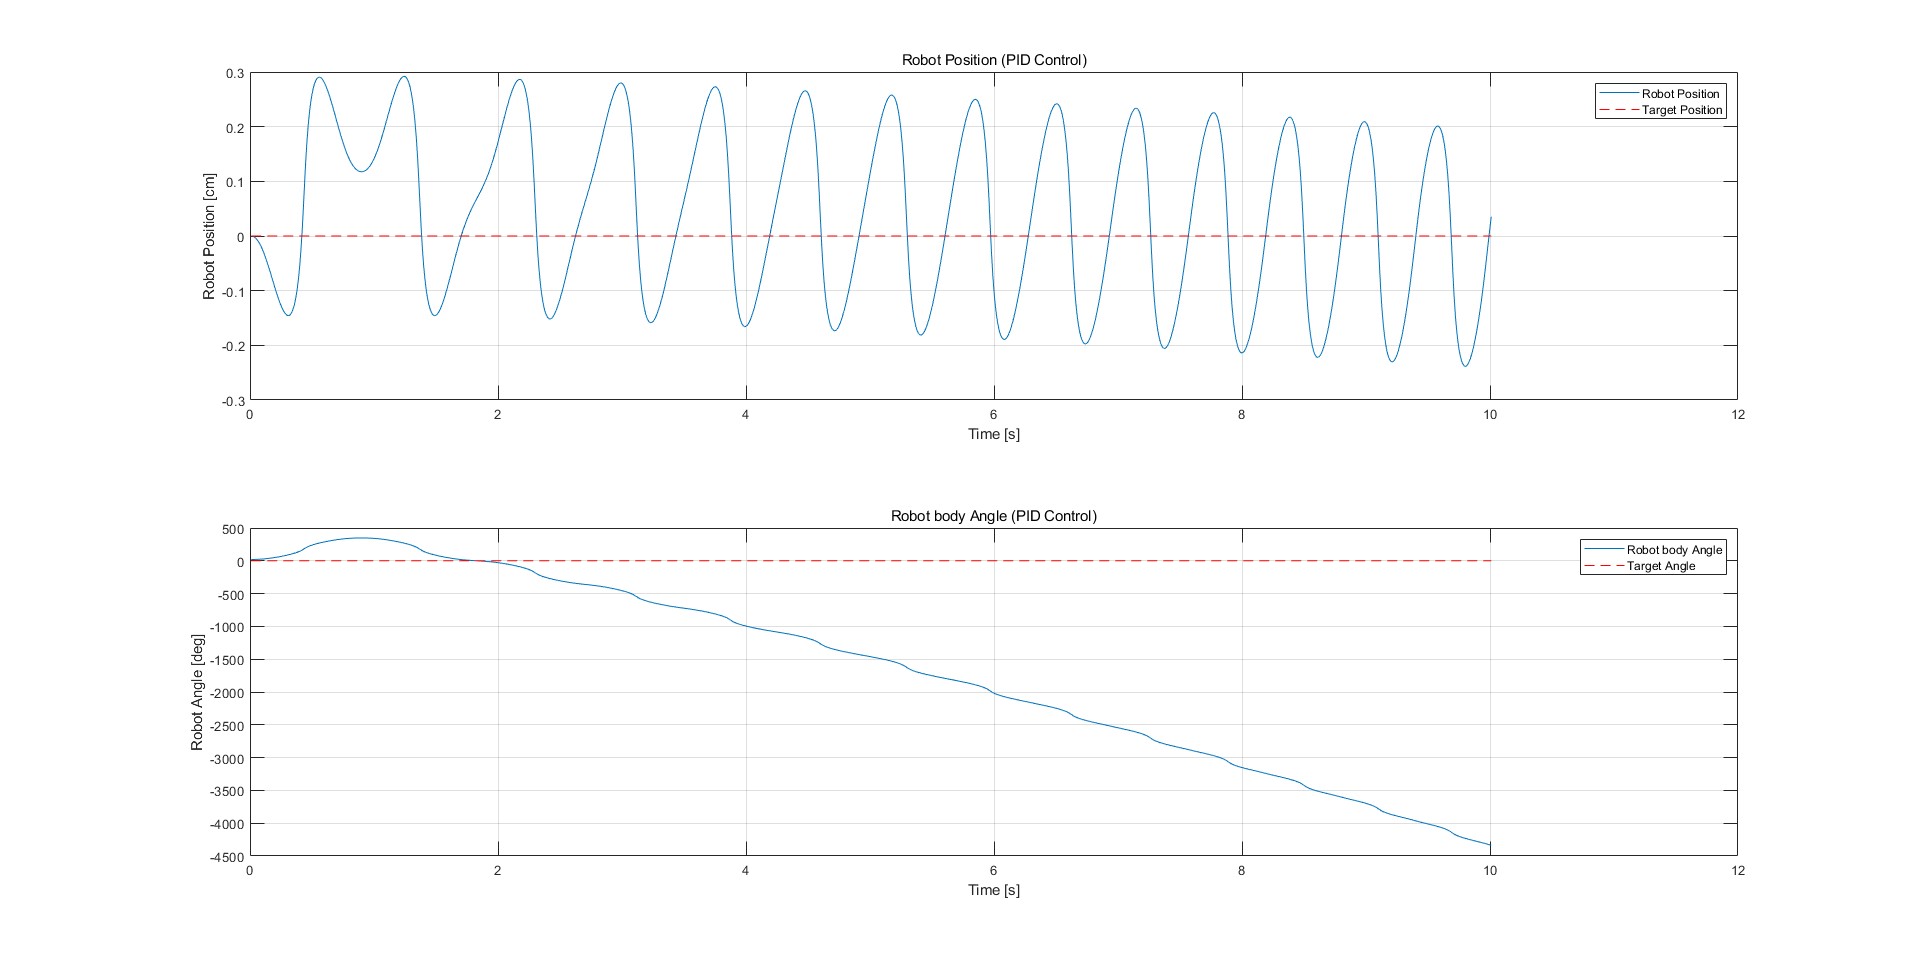 Robot Position (PID Control)
Robot Position [cm]
0.3
0.2
0.1
0
-0.1
-0.2
-0.3
Robot Position
Target Position
0 2 4 6 8 10 12
Time [s]
Robot body Angle (PID Control)
Robot Angle [deg]
500
0
-500
-1000
-1500
-2000
-2500
-3000
-3500
-4000
-4500
Robot body Angle
Target Angle
0 2 4 6 8 10 12
Time [s]